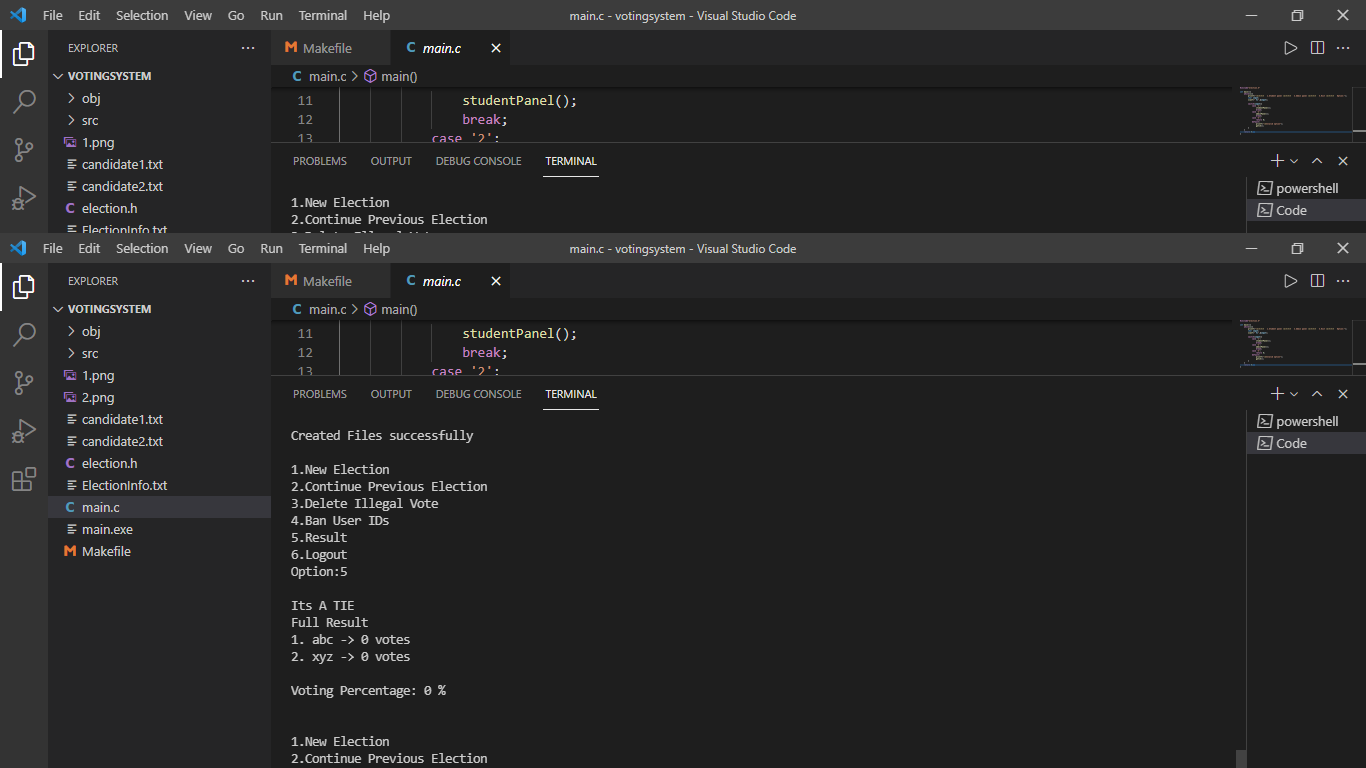 File Edit Selection View Go Run Terminal Help main.c - votingsystem - Visual Studio Code
EXPLORER
Makefile
main.c
VOTINGSYSTEM
main.c > main()
obj
src
1.png
candidate1.txt
candidate2.txt
election.h
ElectionInfo.txt
11 studentPanel();
12 break;
13 case '2':
PROBLEMS OUTPUT DEBUG CONSOLE TERMINAL
powershell
Code
1.New Election
2.Continue Previous Election
File Edit Selection View Go Run Terminal Help main.c - votingsystem - Visual Studio Code
EXPLORER
Makefile
main.c
VOTINGSYSTEM
main.c > main()
obj
src
1.png
2.png
candidate1.txt
candidate2.txt
election.h
ElectionInfo.txt
main.c
main.exe
Makefile
11 studentPanel();
12 break;
13 case '2':
PROBLEMS OUTPUT DEBUG CONSOLE TERMINAL
powershell
Code
Created Files successfully
1.New Election
2.Continue Previous Election
3.Delete Illegal Vote
4.Ban User IDs
5.Result
6.Logout
Option:5
Its A TIE
Full Result
1. abc -> 0 votes
2. xyz -> 0 votes
Voting Percentage: 0 %
1.New Election
2.Continue Previous Election